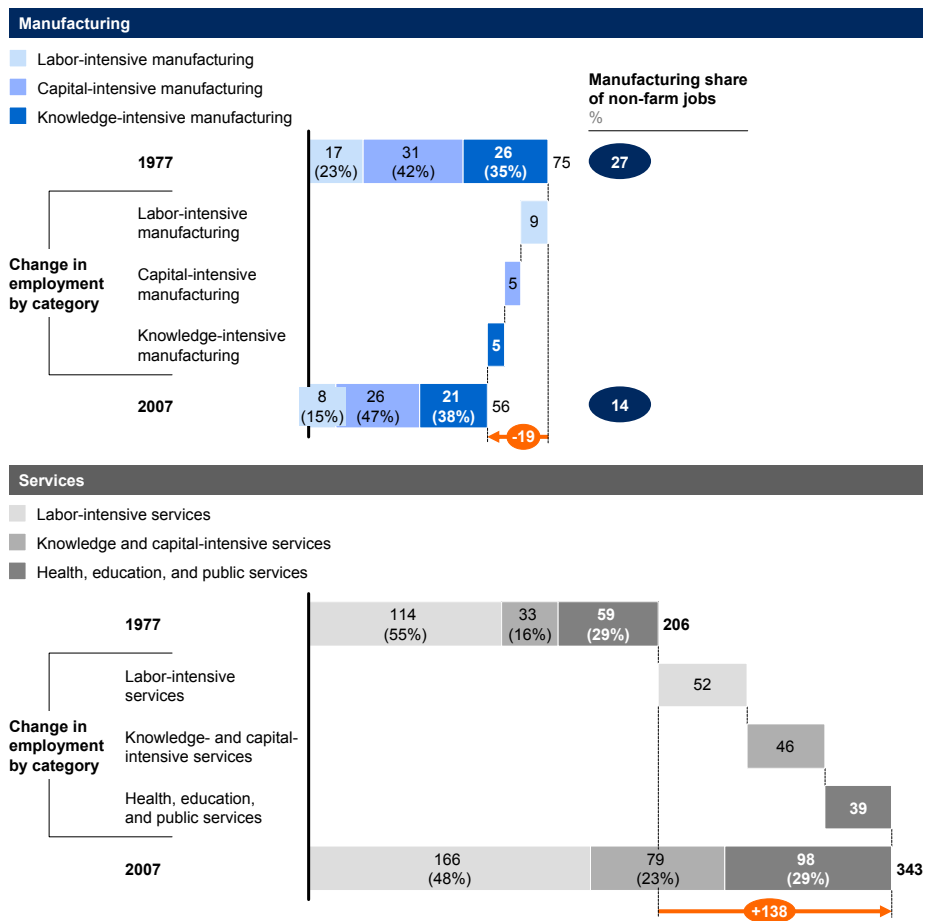 Manufacturing
Labor-intensive manufacturing
Capital-intensive manufacturing
Knowledge-intensive manufacturing
Manufacturing share
of non-farm jobs
%
1977
17
(23%)
31
(42%)
26
(35%)
75
27
Change in
employment
by category
Labor-intensive
manufacturing
9
Capital-intensive
manufacturing
5
Knowledge-intensive
manufacturing
5
2007
8
(15%)
26
(47%)
21
(38%)
56
14
-19
Services
Labor-intensive services
Knowledge and capital-intensive services
Health, education, and public services
1977
114
(55%)
33
(16%)
59
(29%)
206
Change in
employment
by category
Labor-intensive
services
52
Knowledge- and capital-
intensive services
46
Health, education,
and public services
39
2007
166
(48%)
79
(23%)
98
(29%)
343
+138